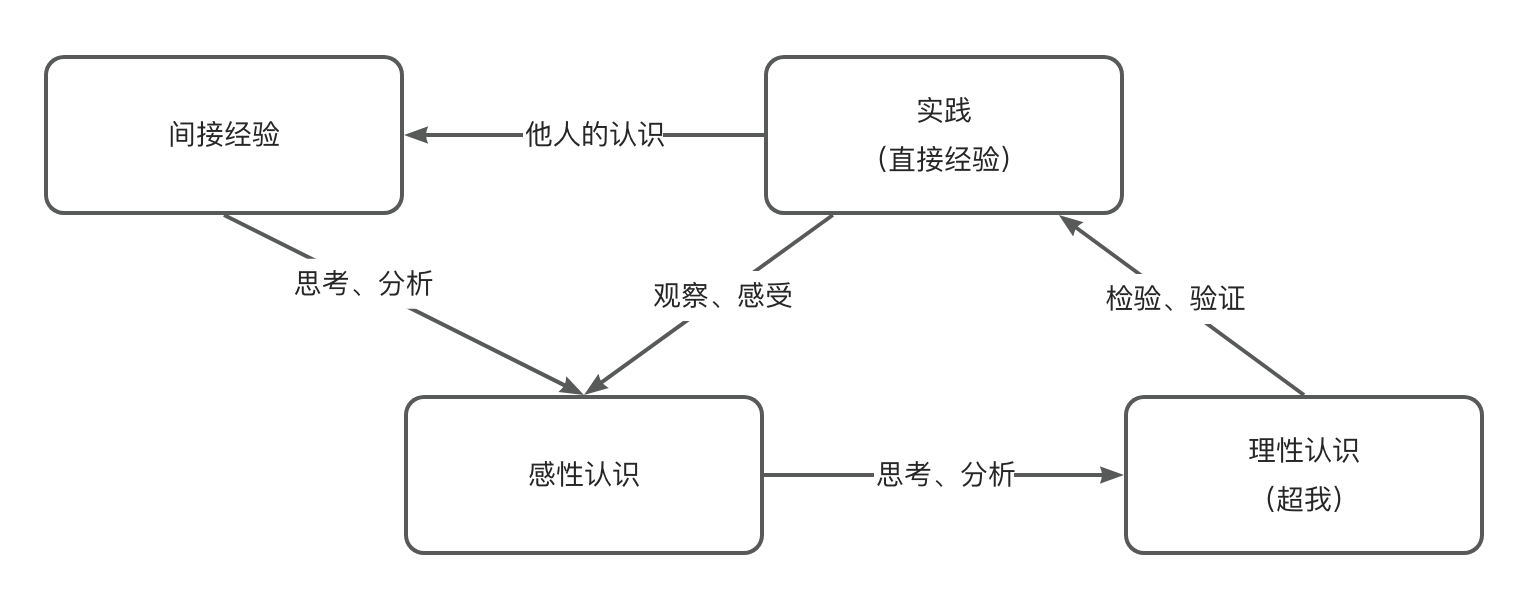 间接经验
他人的认识
实践
（直接经验）
思考、分析
观察、感受
检验、验证
感性认识
思考、分析
理性认识
（超我）